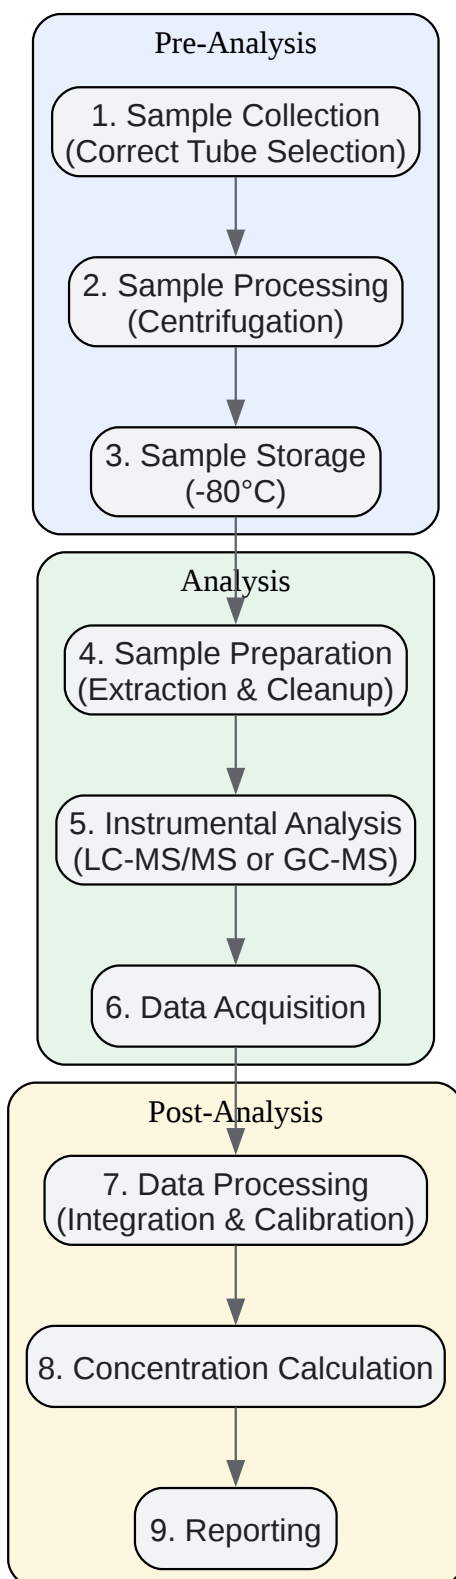 Pre-Analysis
1. Sample Collection
(Correct Tube Selection)
2. Sample Processing
(Centrifugation)
3. Sample Storage
(-80°C)
Analysis
4. Sample Preparation
(Extraction & Cleanup)
5. Instrumental Analysis
(LC-MS/MS or GC-MS)
6. Data Acquisition
Post-Analysis
7. Data Processing
(Integration & Calibration)
8. Concentration Calculation
9. Reporting